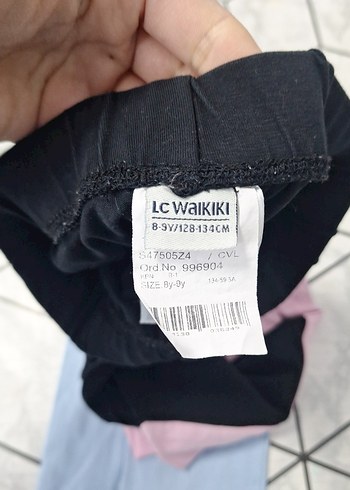 LC WAIKIKI
8-9Y/128-134CM
S47505Z4 / CVL
Ord.No 996904
SIZE.8y-9y